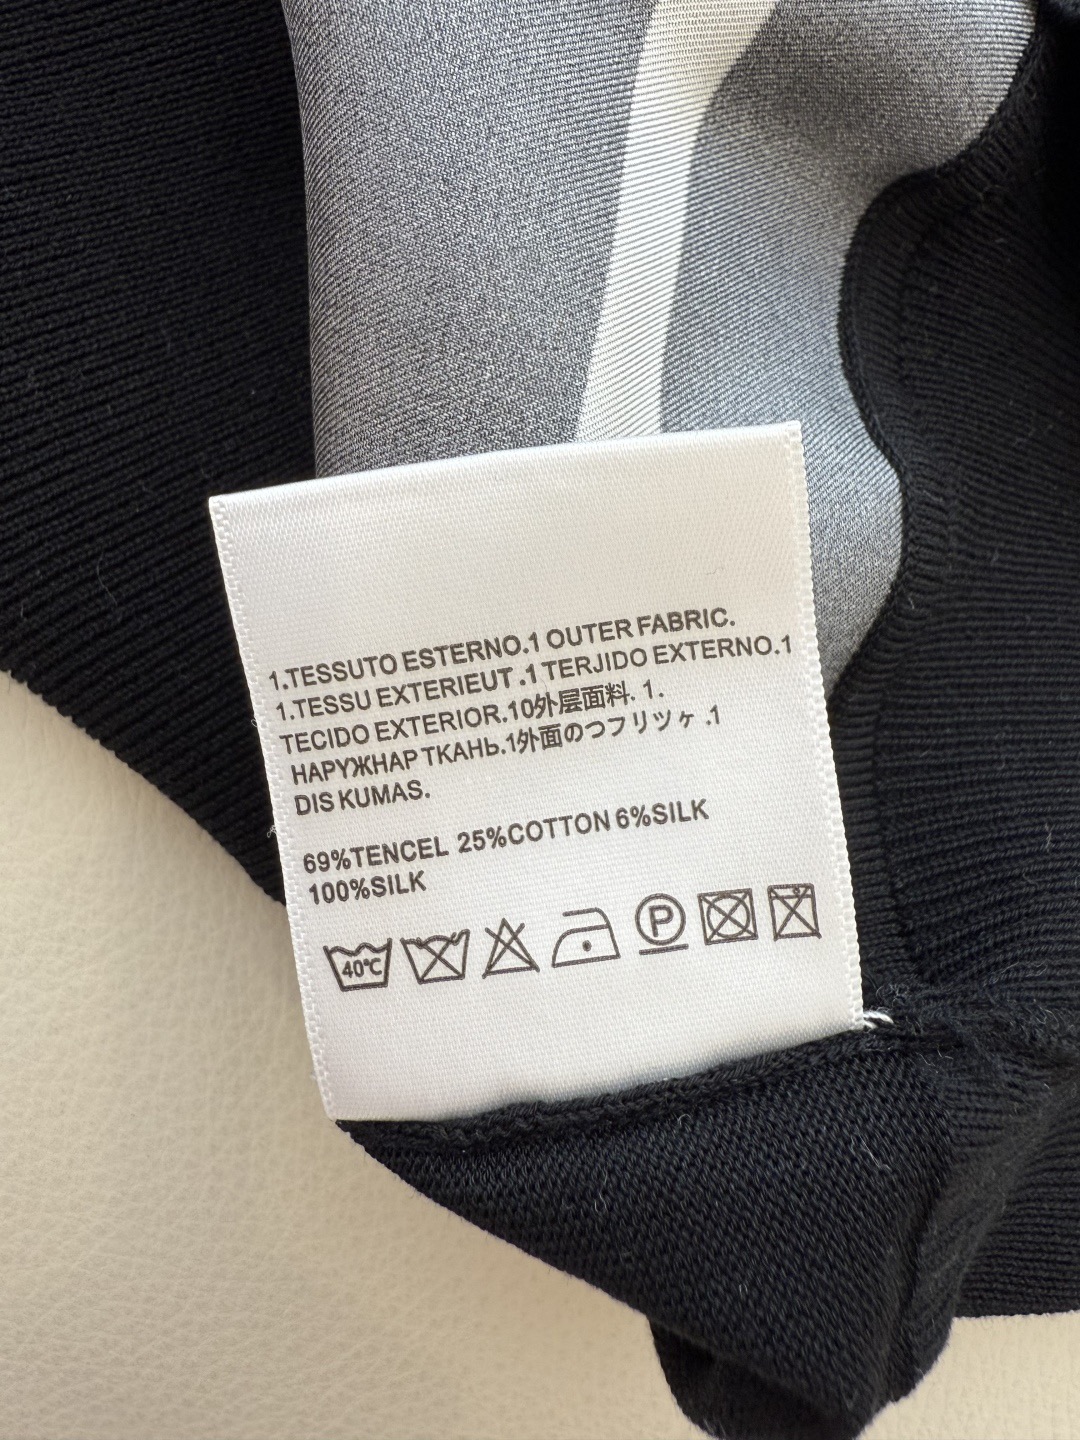 1.TESSUTO ESTERNO.1 OUTER FABRIC.
1.TESSU EXTERIEUT .1 TERJIDO EXTERNO.1
TECIDO EXTERIOR.10外层面料. 1.
НАРУЖНАР ТКАНЬ.1外面のつフリツヶ .1
DIS KUMAS.
69%TENCEL 25%COTTON 6%SILK
100%SILK
40℃ P